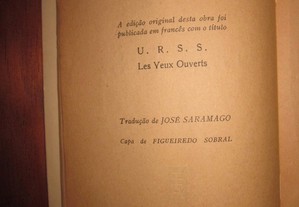 A edição original desta obra foi
publicada em francês com o título
U. R. S. S.
Les Yeux Ouverts
Tradução de JOSÉ SARAMAGO
Capa de FIGUEIREDO SOBRAL